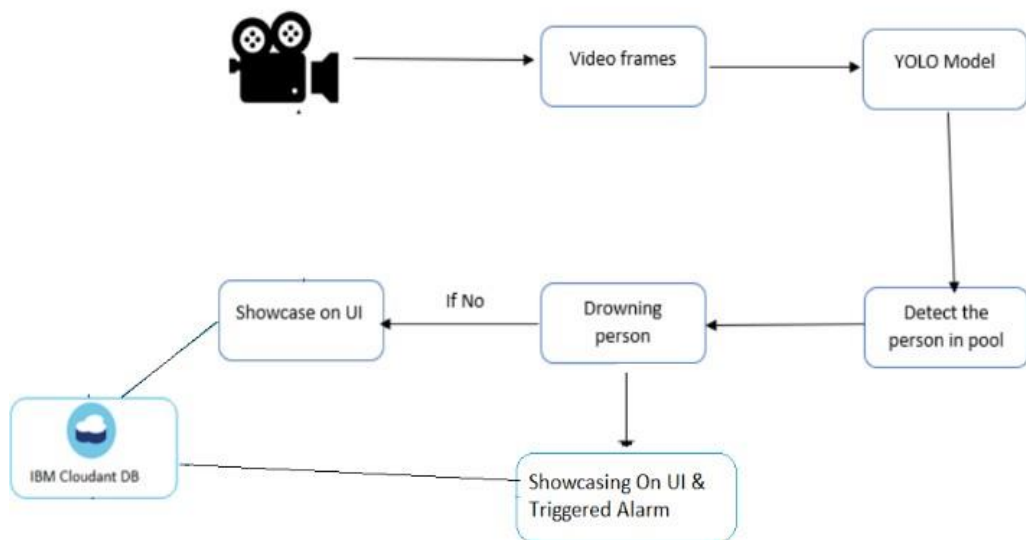 Video frames
YOLO Model
Showcase on UI
If No
Drowning
person
Detect the
person in pool
IBM Cloudant DB
Showcasing On UI &
Triggered Alarm